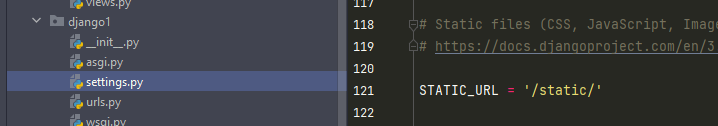 views.py
django1
__init__.py
asgi.py
settings.py
urls.py
wsgi.py
117
118 # Static files (CSS, JavaScript, Imag
119 # https://docs.djangoproject.com/en/3
120
121 STATIC_URL = '/static/'
122